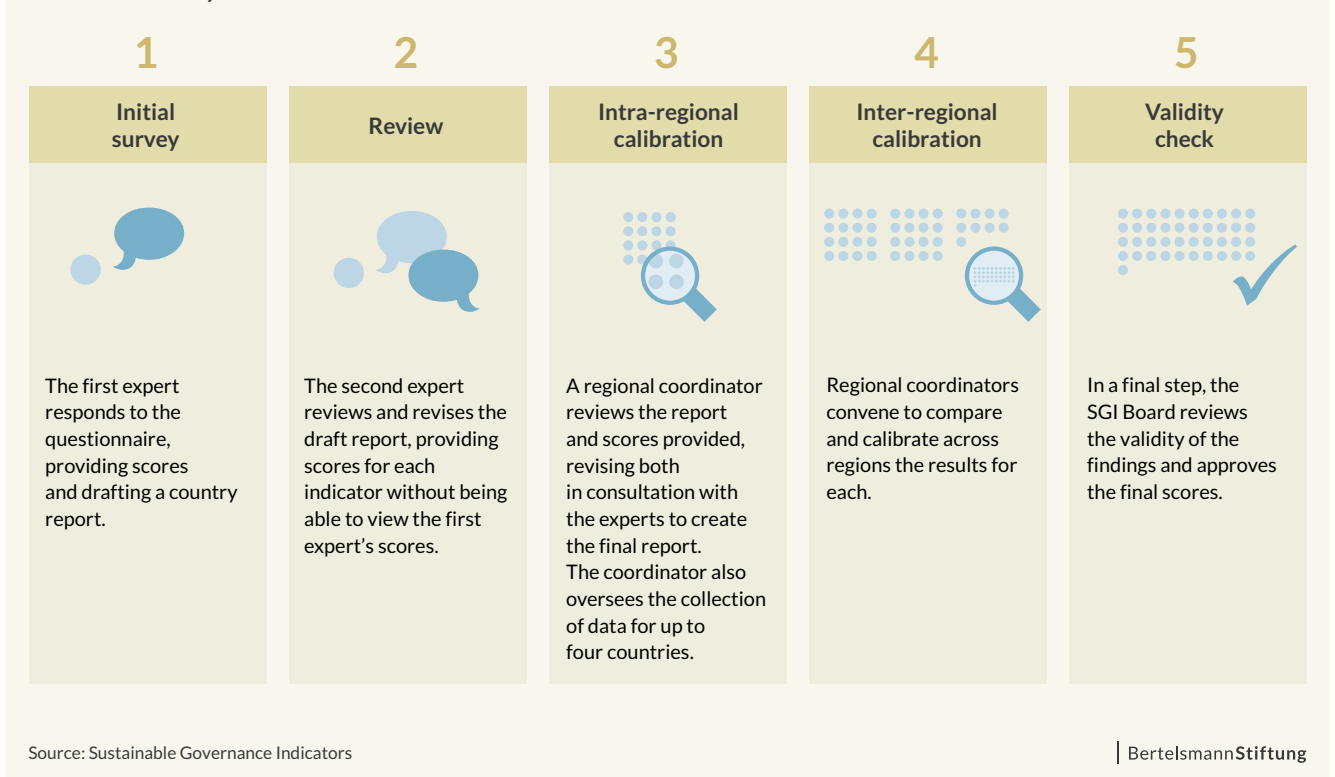 1
Initial
survey
The first expert
responds to the
questionnaire,
providing scores
and drafting a country
report.
2
Review
The second expert
reviews and revises the
draft report, providing
scores for each
indicator without being
able to view the first
expert’s scores.
3
Intra-regional
calibration
A regional coordinator
reviews the report
and scores provided,
revising both
in consultation with
the experts to create
the final report.
The coordinator also
oversees the collection
of data for up to
four countries.
4
Inter-regional
calibration
Regional coordinators
convene to compare
and calibrate across
regions the results for
each.
5
Validity
check
In a final step, the
SGI Board reviews
the validity of the
findings and approves
the final scores.
Source: Sustainable Governance Indicators
BertelsmannStiftung